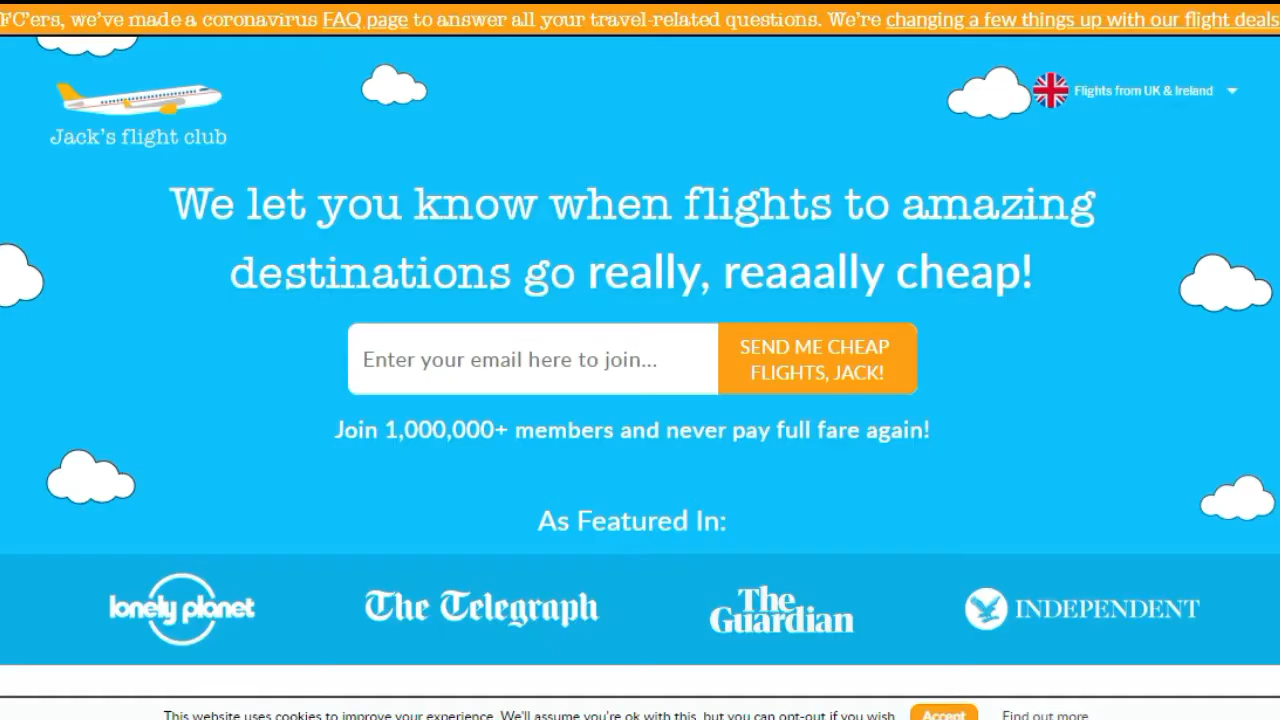 FC'ers, we've made a coronavirus FAQ page to answer all your travel-related questions. We're changing a few things up with our flight deals
Jack's flight club
Flights from UK & Ireland
We let you know when flights to amazing
destinations go really, reaaally cheap!
Enter your email here to join...
SEND ME CHEAP
FLIGHTS, JACK!
Join 1,000,000+ members and never pay full fare again!
As Featured In:
lonely planet
The Telegraph
The
Guardian
INDEPENDENT
This website uses cookies to improve your experience. We'll assume you're ok with this, but you can opt-out if you wish.
Accept
Find out more